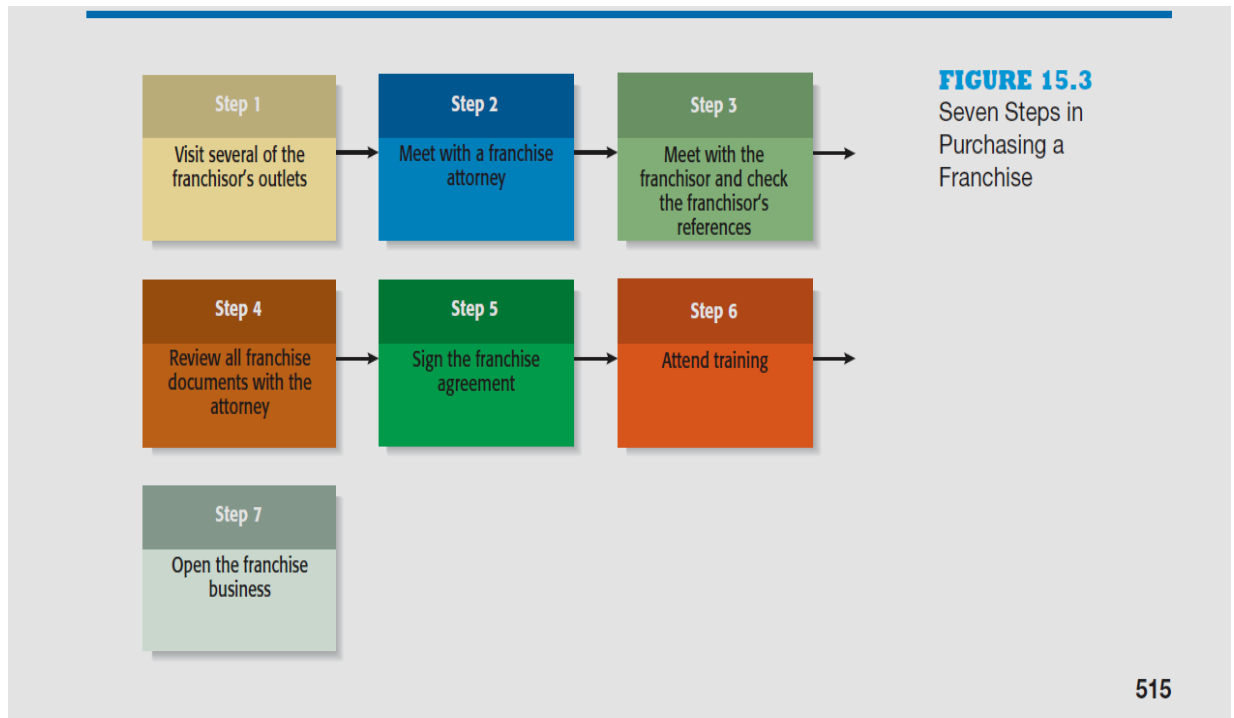 FIGURE 15.3
Seven Steps in
Purchasing a
Franchise
Step 1
Visit several of the
franchisor's outlets
Step 2
Meet with a franchise
attorney
Step 3
Meet with the
franchisor and check
the franchisor's
references
Step 4
Review all franchise
documents with the
attorney
Step 5
Sign the franchise
agreement
Step 6
Attend training
Step 7
Open the franchise
business
515